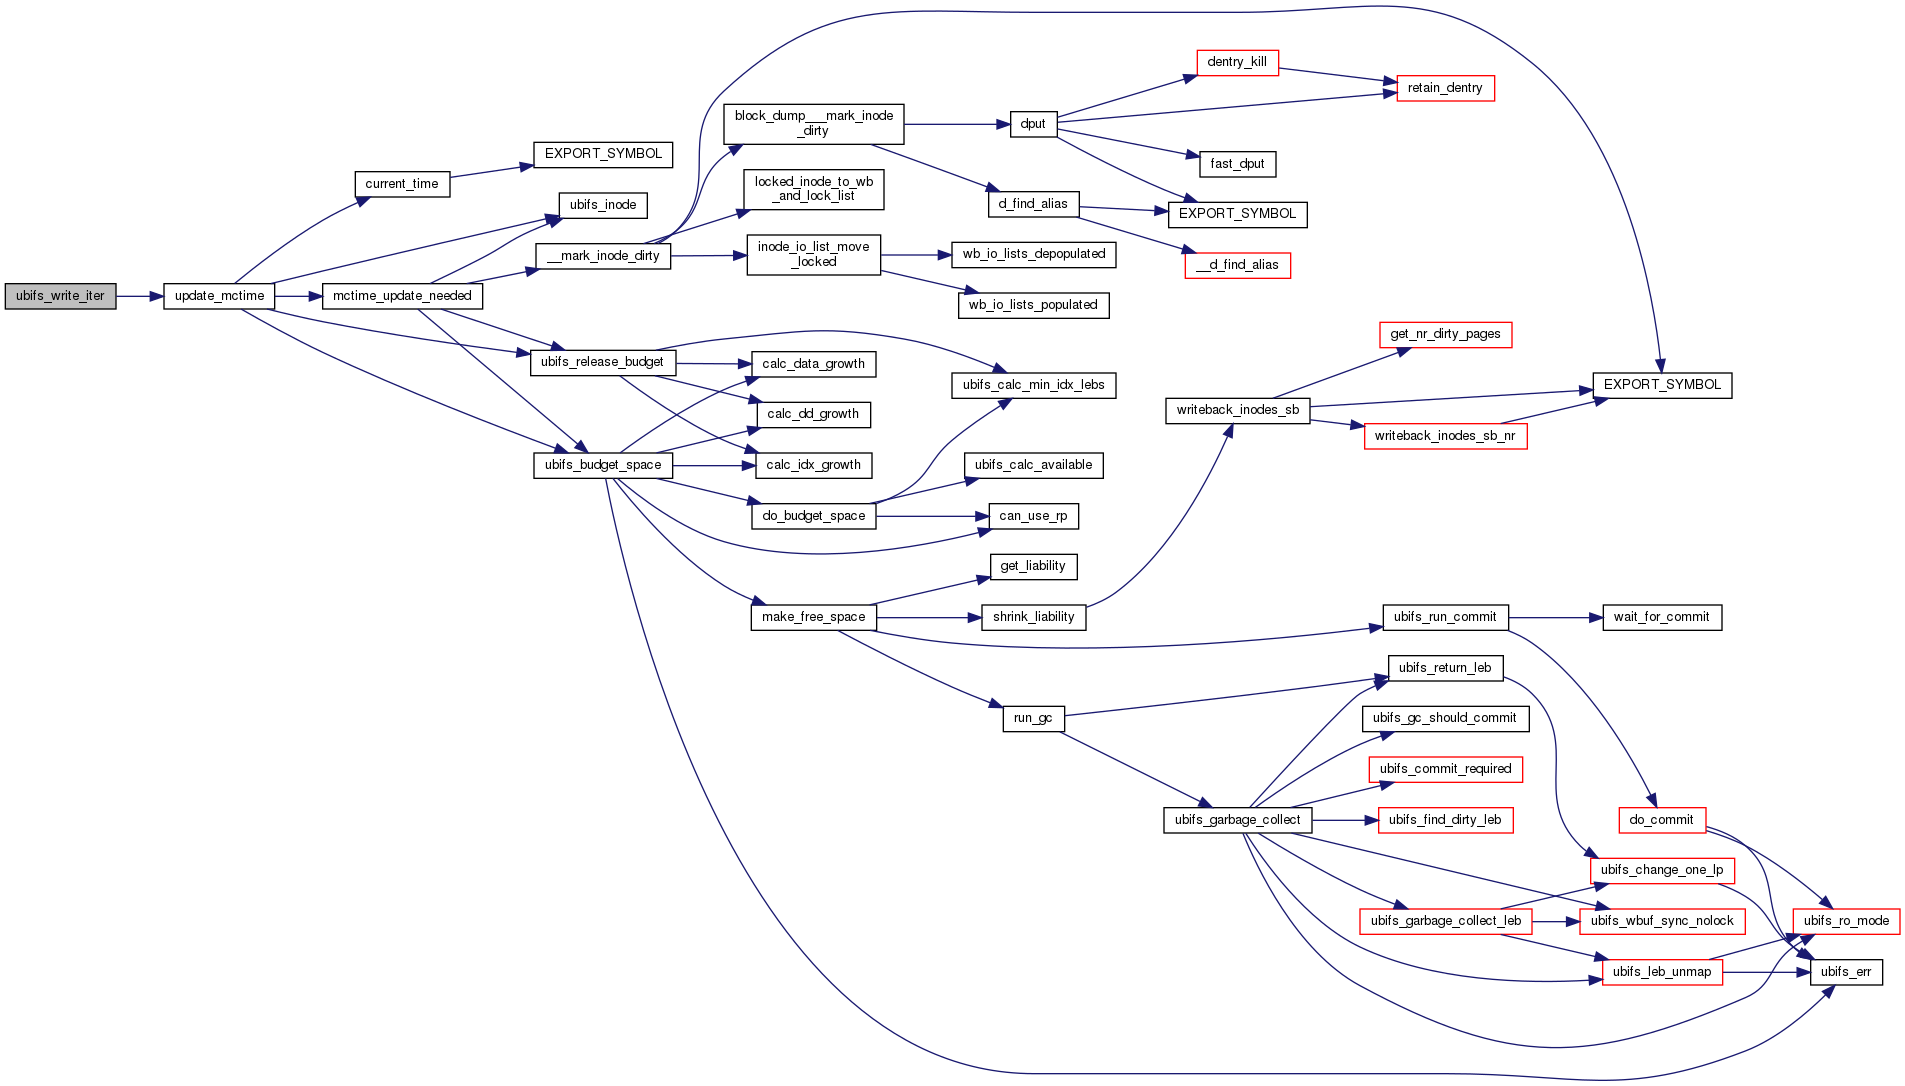 ubifs_write_iter
update_mctime
current_time
mctime_update_needed
EXPORT_SYMBOL
ubifs_inode
__mark_inode_dirty
ubifs_release_budget
ubifs_budget_space
block_dump___mark_inode
_dirty
locked_inode_to_wb
_and_lock_list
inode_io_list_move
_locked
calc_data_growth
calc_dd_growth
calc_idx_growth
do_budget_space
make_free_space
dput
d_find_alias
wb_io_lists_depopulated
wb_io_lists_populated
ubifs_calc_min_idx_lebs
ubifs_calc_available
can_use_rp
get_liability
shrink_liability
run_gc
dentry_kill
retain_dentry
fast_dput
EXPORT_SYMBOL
__d_find_alias
writeback_inodes_sb
get_nr_dirty_pages
EXPORT_SYMBOL
writeback_inodes_sb_nr
ubifs_run_commit
wait_for_commit
ubifs_return_leb
ubifs_gc_should_commit
ubifs_commit_required
ubifs_garbage_collect
ubifs_find_dirty_leb
do_commit
ubifs_change_one_lp
ubifs_garbage_collect_leb
ubifs_wbuf_sync_nolock
ubifs_ro_mode
ubifs_leb_unmap
ubifs_err